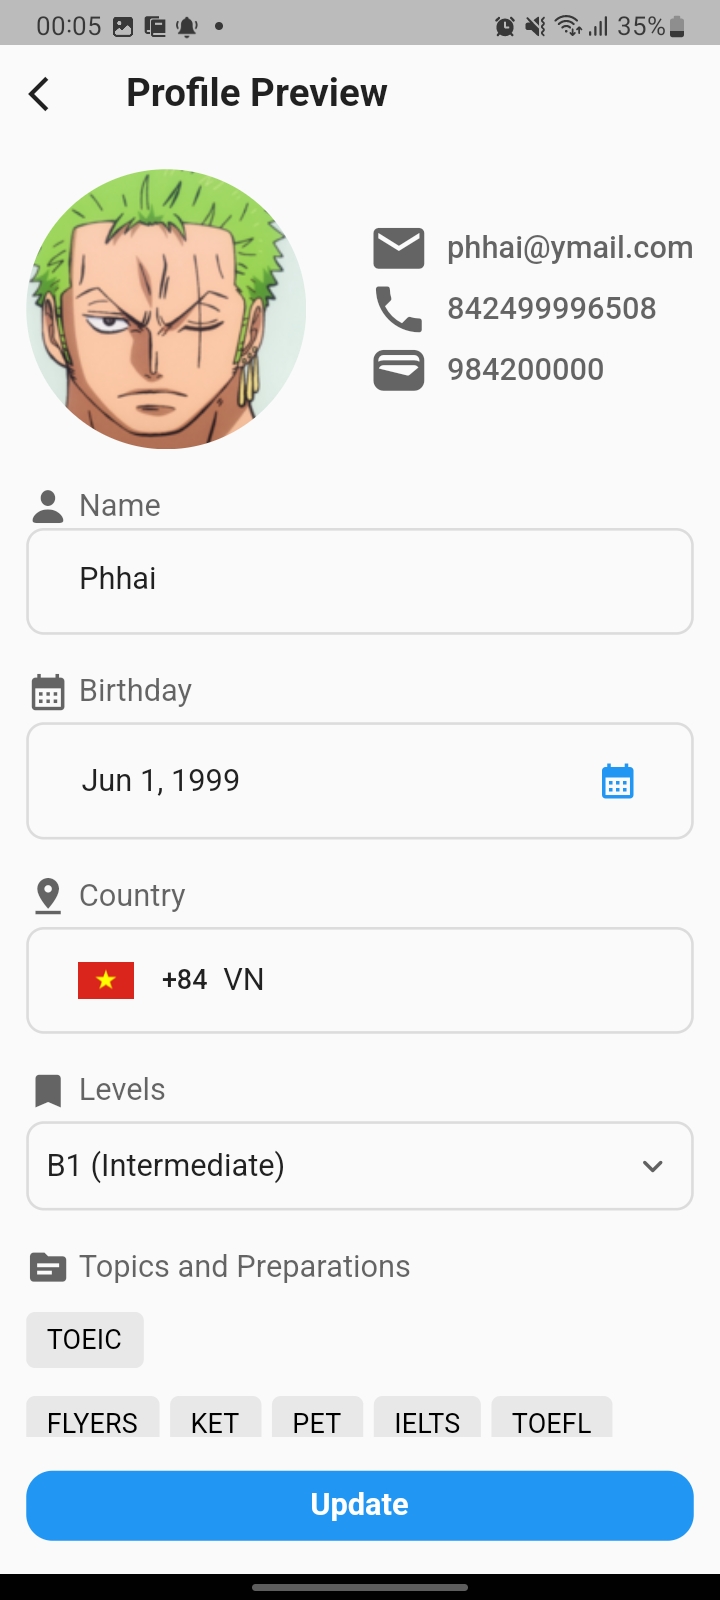 00:05 35%
Profile Preview
phhai@ymail.com
842499996508
984200000
Name
Phhai
Birthday
Jun 1, 1999
Country
+84 VN
Levels
B1 (Intermediate)
Topics and Preparations
TOEIC
FLYERS KET PET IELTS TOEFL
Update